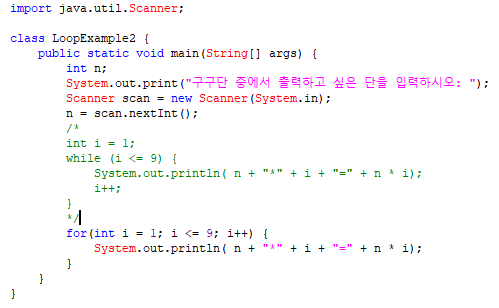 import java.util.Scanner;
class LoopExample2 {
public static void main(String[] args) {
int n;
System.out.print("구구단 중에서 출력하고 싶은 단을 입력하시오: ");
Scanner scan = new Scanner(System.in);
n = scan.nextInt();
/*
int i = 1;
while (i <= 9) {
System.out.println( n + "*" + i + "=" + n * i);
i++;
}
*/
for(int i = 1; i <= 9; i++) {
System.out.println( n + "*" + i + "=" + n * i);
}
}
}